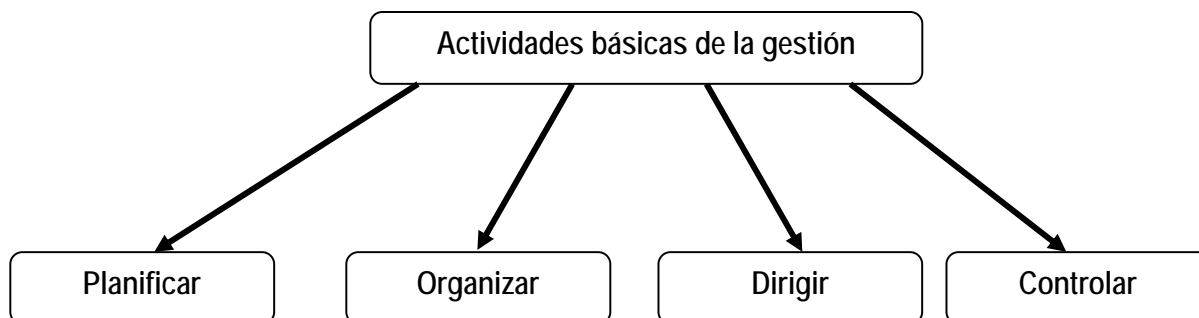 Actividades básicas de la gestión
Planificar
Organizar
Dirigir
Controlar